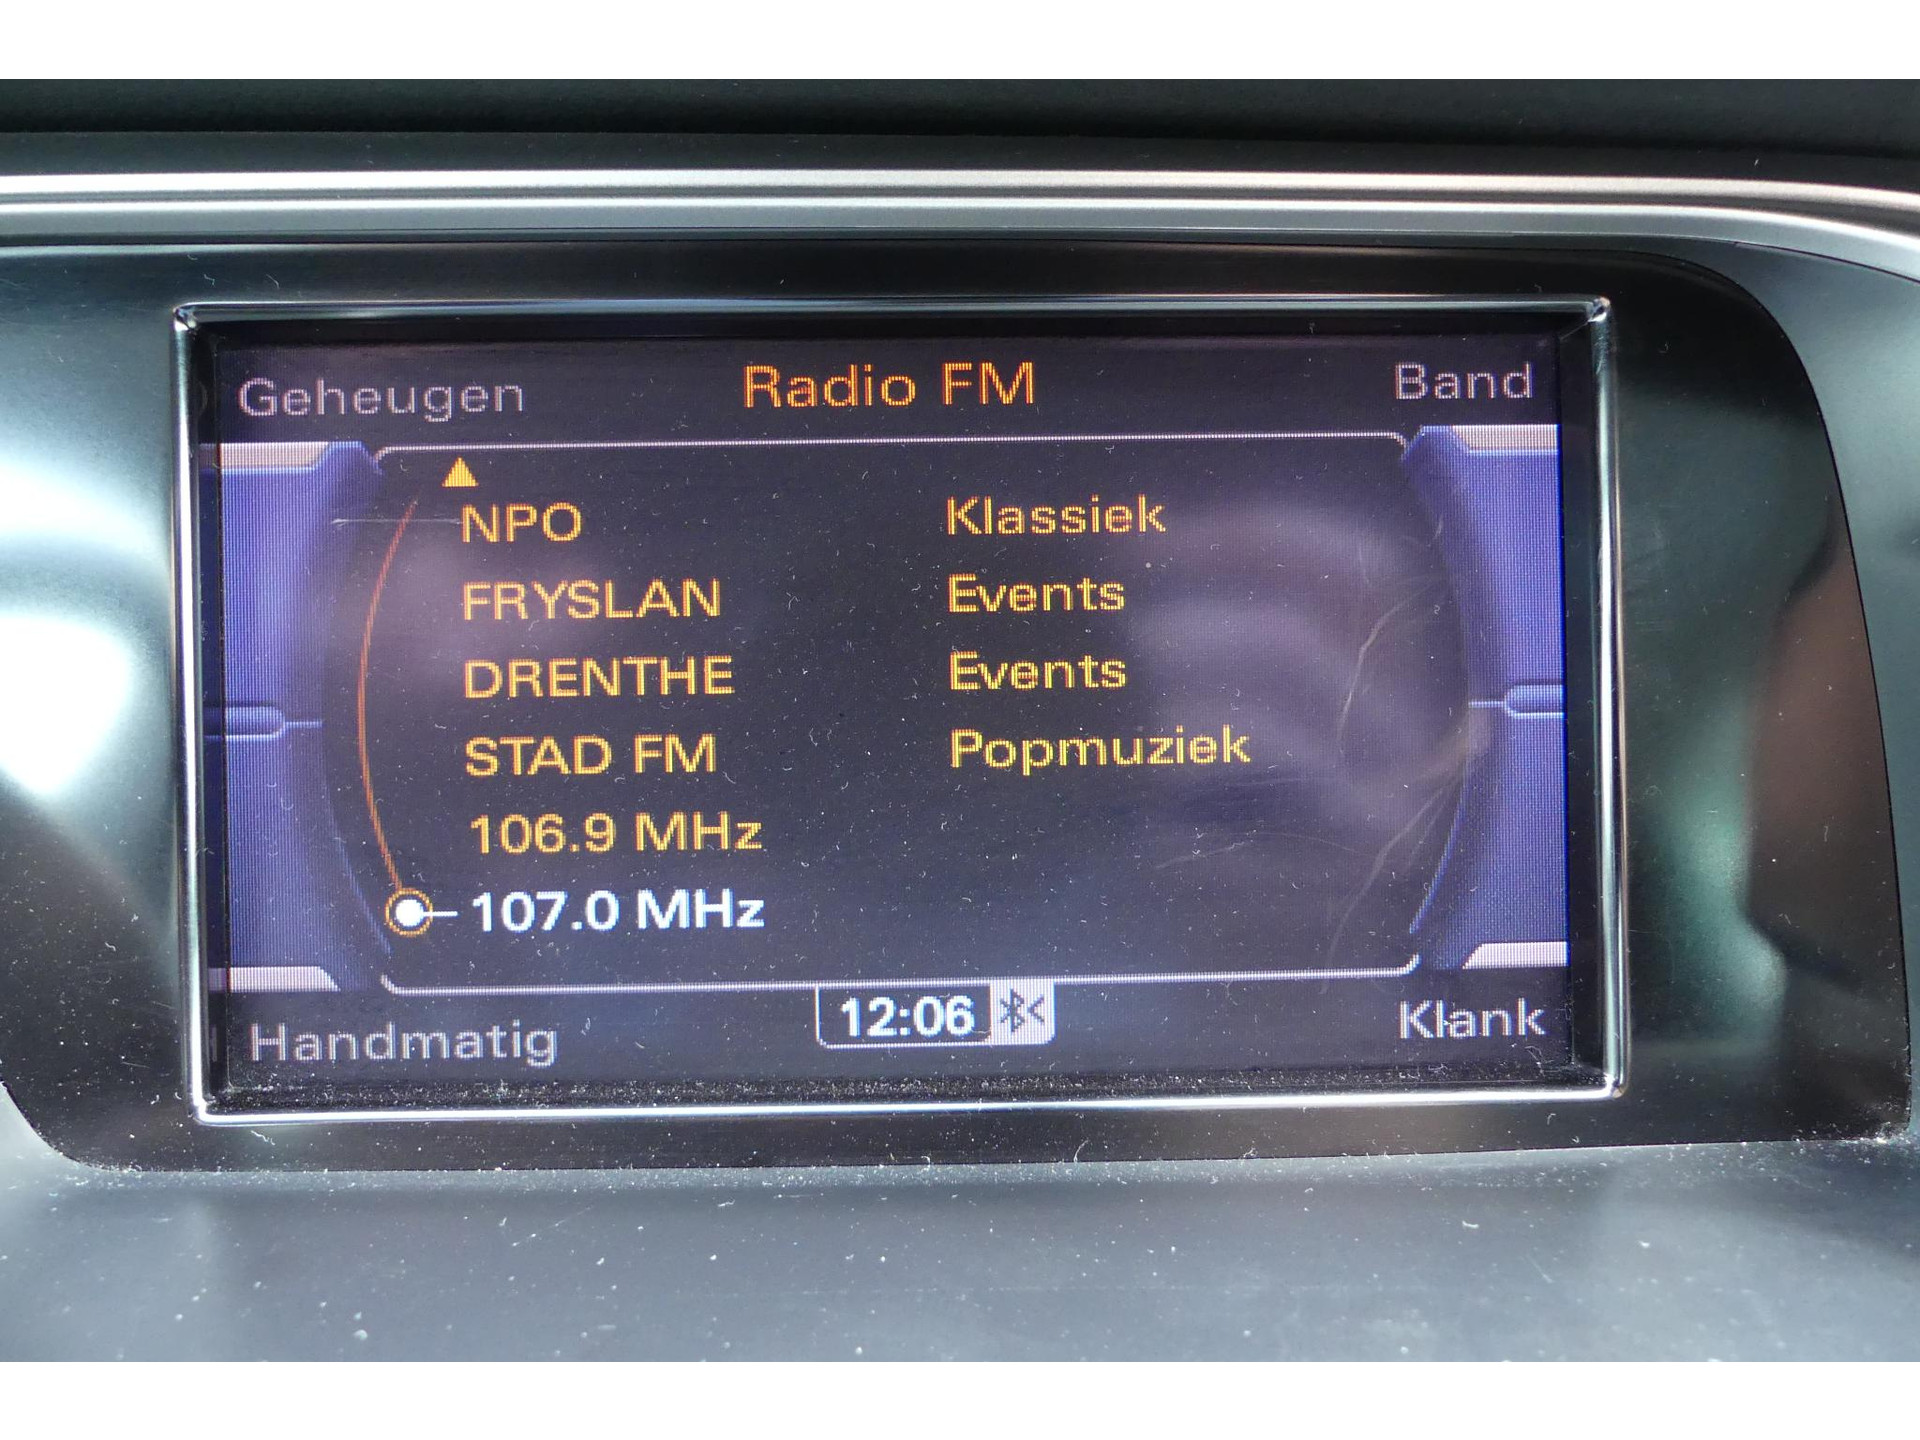 Geheugen Radio FM Band
NPO Klassiek
FRYSLAN Events
DRENTHE Events
STAD FM Popmuziek
106.9 MHz
107.0 MHz
Handmatig 12:06 Klank